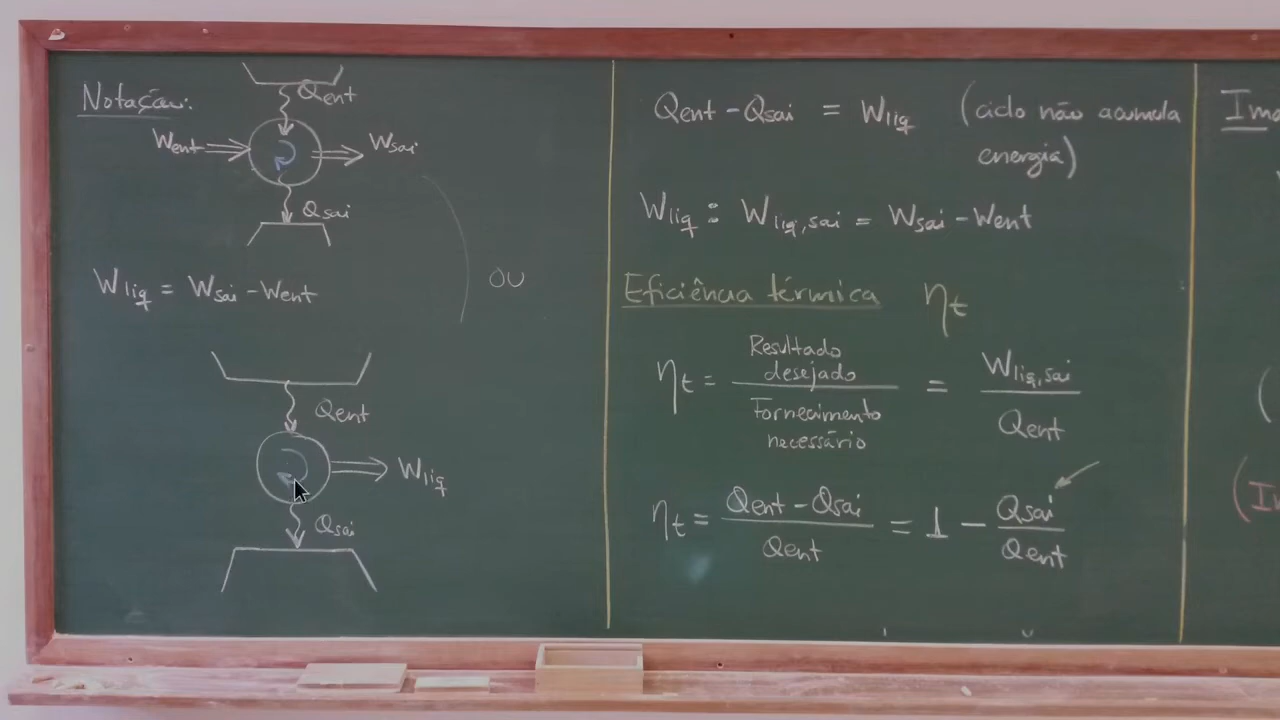 Notação:
Qent
Went
Wsai
Qsai
Wliq = Wsai - Went
OU
Qent
Wliq
Qsai
Qent - Qsai = Wliq (ciclo não acumula
energia)
Wliq : Wliq,sai = Wsai - Went
Eficiência térmica ηt
ηt = Resultado desejado / Fornecimento necessário = Wliq,sai / Qent
ηt = Qent - Qsai / Qent = 1 - Qsai / Qent